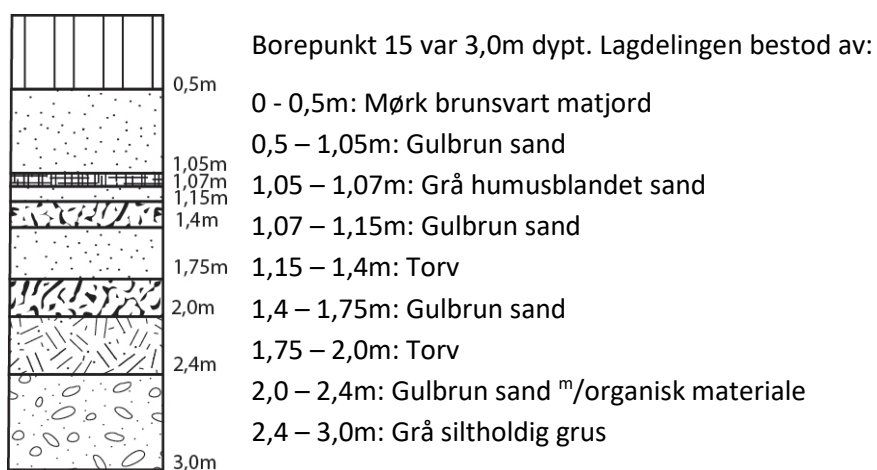 Borepunkt 15 var 3,0m dypt. Lagdelingen bestod av:
0,5m
0 - 0,5m: Mørk brunsvart matjord
0,5 – 1,05m: Gulbrun sand
1,05m
1,07m
1,05 – 1,07m: Grå humusblandet sand
1,15m
1,07 – 1,15m: Gulbrun sand
1,4m
1,15 – 1,4m: Torv
1,75m
1,4 – 1,75m: Gulbrun sand
2,0m
1,75 – 2,0m: Torv
2,4m
2,0 – 2,4m: Gulbrun sand m/organisk materiale
2,4 – 3,0m: Grå siltholdig grus
3,0m